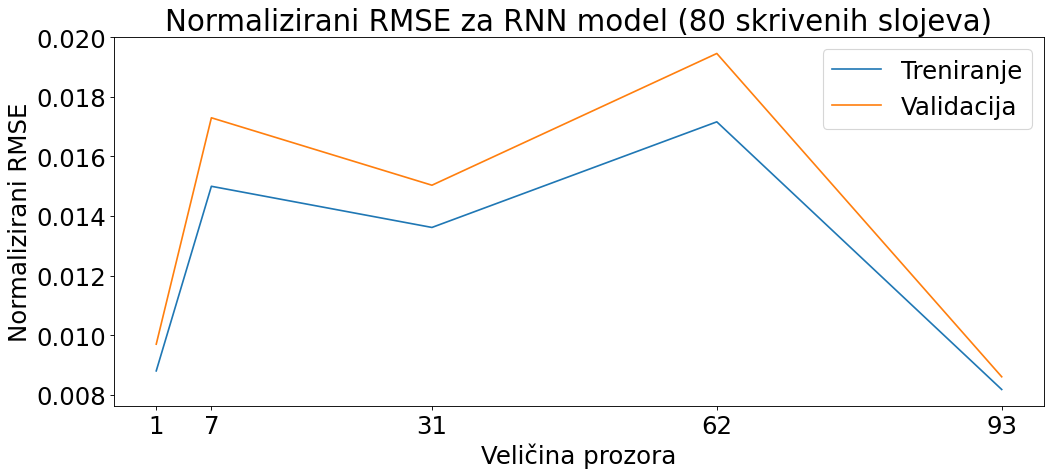 Normalizirani RMSE za RNN model (80 skrivenih slojeva)
Normalizirani RMSE
0.020
0.018
0.016
0.014
0.012
0.010
0.008
Treniranje
Validacija
1 7 31 62 93
Veličina prozora